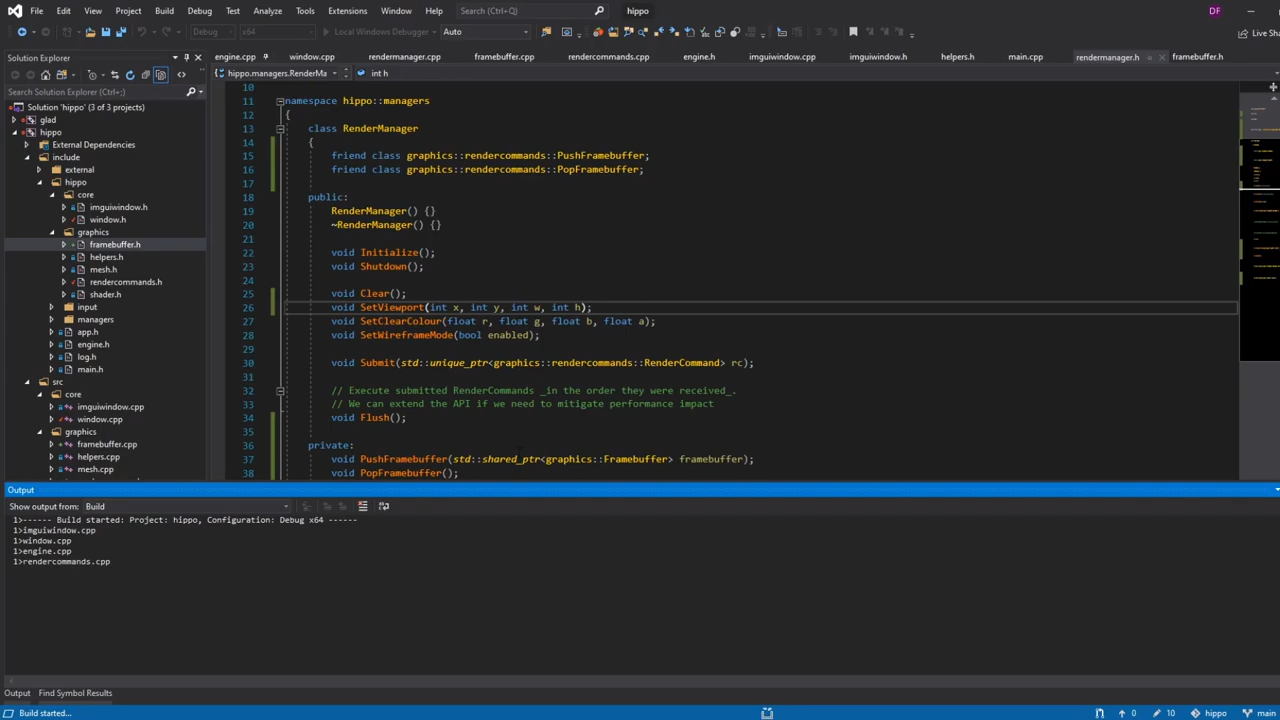 File Edit View Project Build Debug Test Analyze Tools Extensions Window Help Search (Ctrl+;) hippo DF
Debug x64 Local Windows Debugger Auto Live Sha
Solution Explorer
engine.cpp window.cpp rendermanager.cpp framebuffer.cpp rendercommands.cpp engine.h imguiwindow.cpp imguiwindow.h helpers.h main.cpp rendermanager.h framebuffer.h
hippo.managers.RenderMa int h
Search Solution Explorer (Ctrl+;)
Solution 'hippo' (3 of 3 projects)
glad
hippo
External Dependencies
include
external
hippo
core
imguiwindow.h
window.h
graphics
framebuffer.h
helpers.h
mesh.h
rendercommands.h
shader.h
input
managers
app.h
engine.h
log.h
main.h
src
core
imguiwindow.cpp
window.cpp
graphics
framebuffer.cpp
helpers.cpp
mesh.cpp
10
11 namespace hippo::managers
12 {
13 class RenderManager
14 {
15 friend class graphics::rendercommands::PushFramebuffer;
16 friend class graphics::rendercommands::PopFramebuffer;
17
18 public:
19 RenderManager() {}
20 ~RenderManager() {}
21
22 void Initialize();
23 void Shutdown();
24
25 void Clear();
26 void SetViewport(int x, int y, int w, int h);
27 void SetClearColour(float r, float g, float b, float a);
28 void SetWireframeMode(bool enabled);
29
30 void Submit(std::unique_ptr<graphics::rendercommands::RenderCommand> rc);
31
32 // Execute submitted RenderCommands _in the order they were received_.
33 // We can extend the API if we need to mitigate performance impact
34 void Flush();
35
36 private:
37 void PushFramebuffer(std::shared_ptr<graphics::Framebuffer> framebuffer);
38 void PopFramebuffer();
Output
Show output from: Build
1>------ Build started: Project: hippo, Configuration: Debug x64 ------
1>imguiwindow.cpp
1>window.cpp
1>engine.cpp
1>rendercommands.cpp
Output Find Symbol Results
Build started... 0 10 hippo main